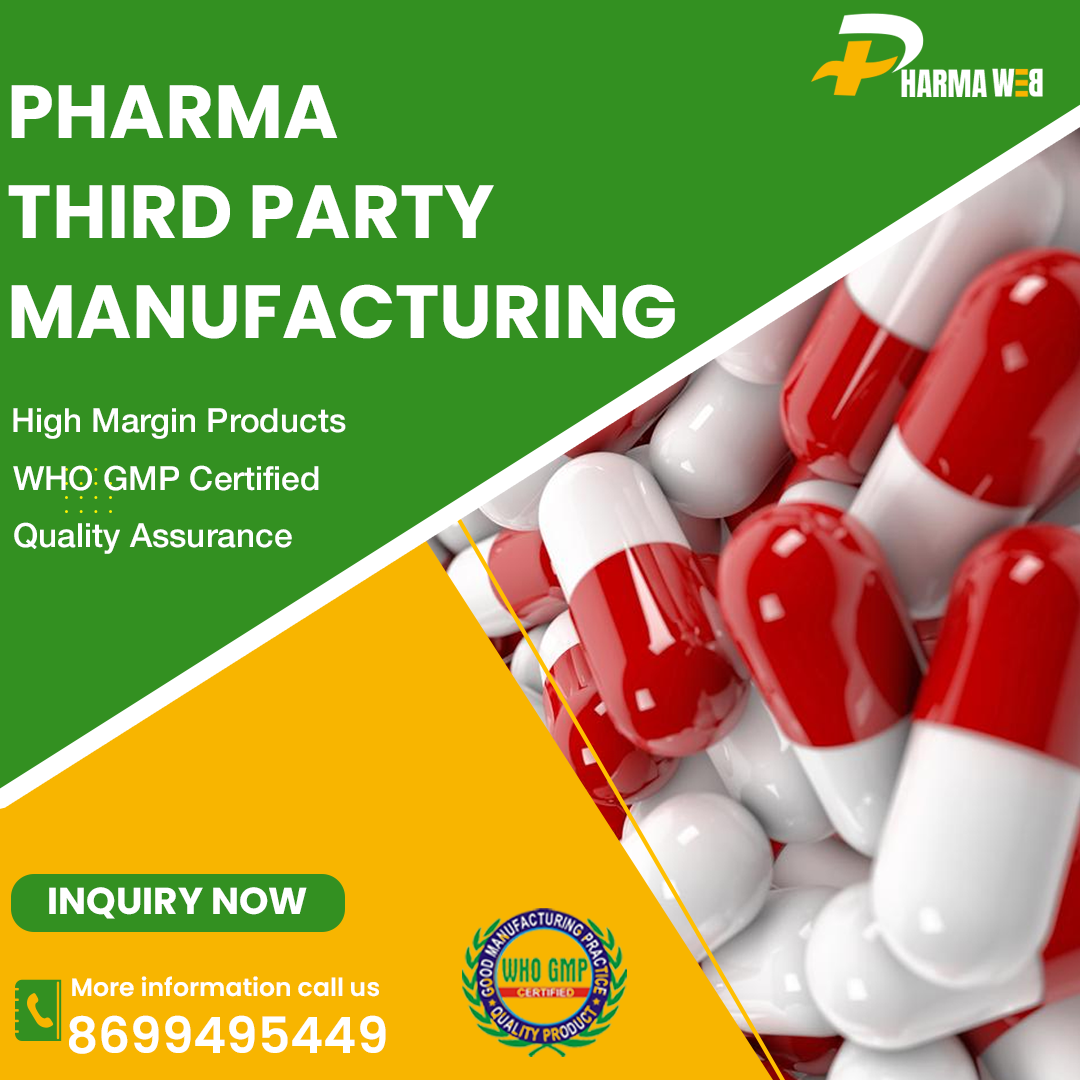 PHARMA WEB
PHARMA
THIRD PARTY
MANUFACTURING
High Margin Products
WHO GMP Certified
Quality Assurance
INQUIRY NOW
More information call us
8699495449
GOOD MANUFACTURING PRACTICE
WHO GMP
CERTIFIED
QUALITY PRODUCT